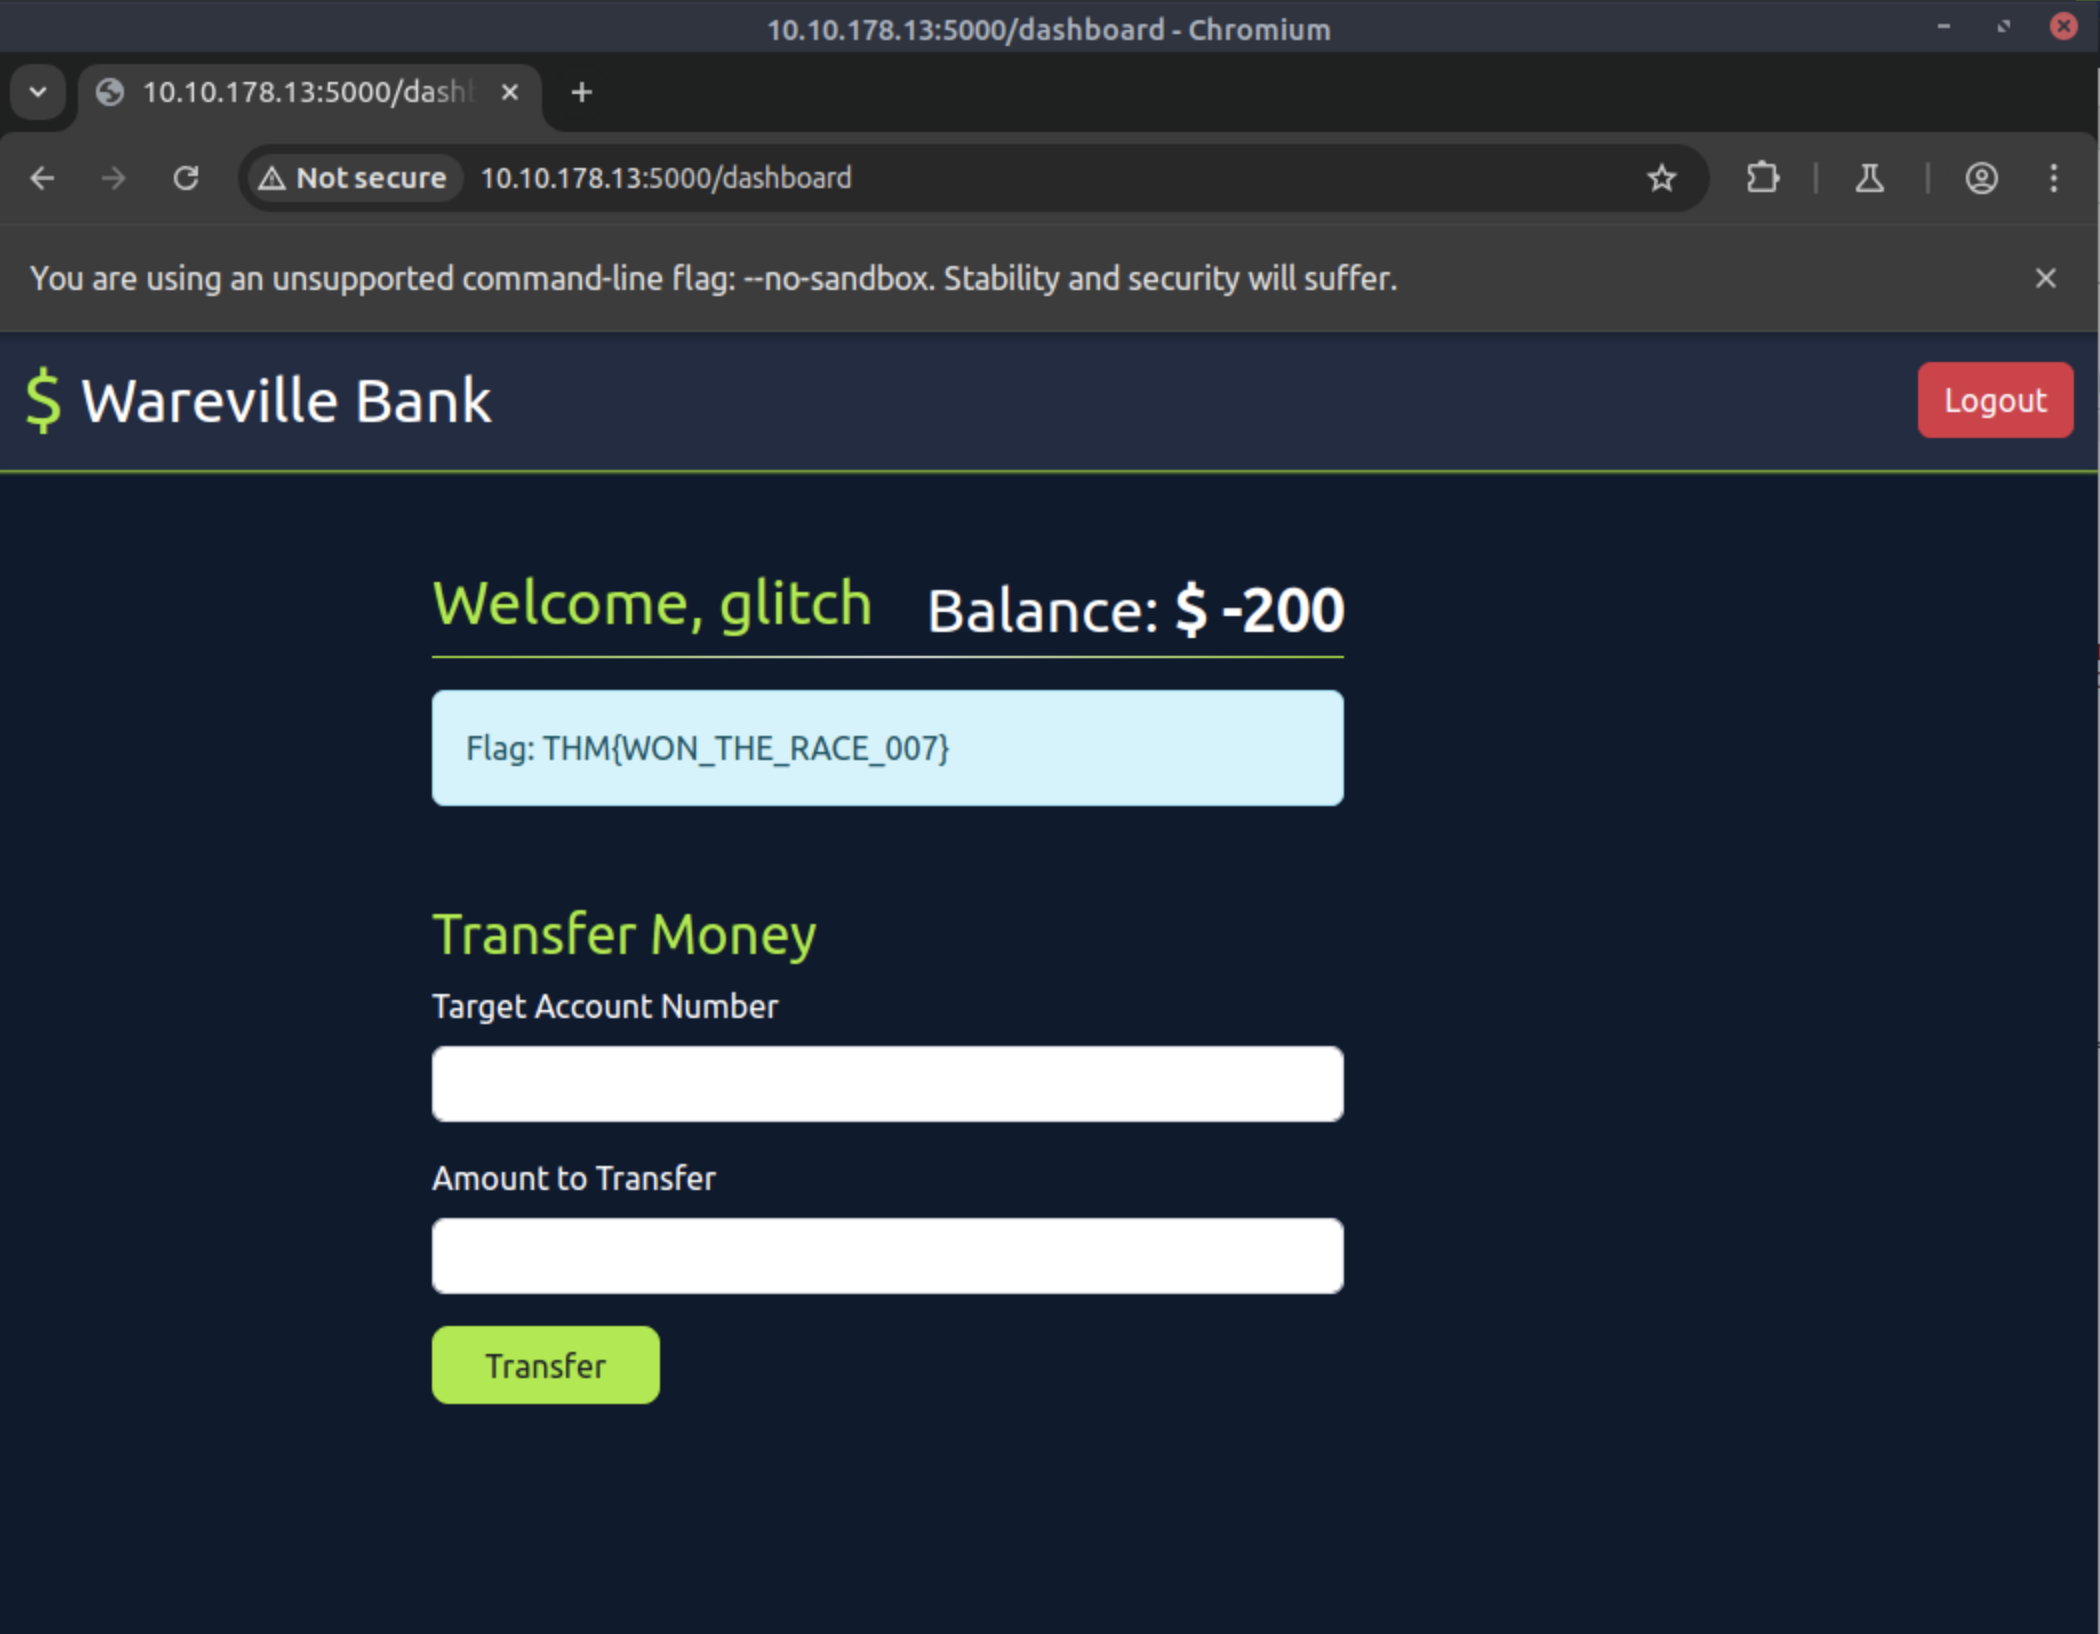 10.10.178.13:5000/dashboard - Chromium
10.10.178.13:5000/dash
Not secure 10.10.178.13:5000/dashboard
You are using an unsupported command-line flag: --no-sandbox. Stability and security will suffer.
$ Wareville Bank
Logout
Welcome, glitch Balance: $ -200
Flag: THM{WON_THE_RACE_007}
Transfer Money
Target Account Number
Amount to Transfer
Transfer